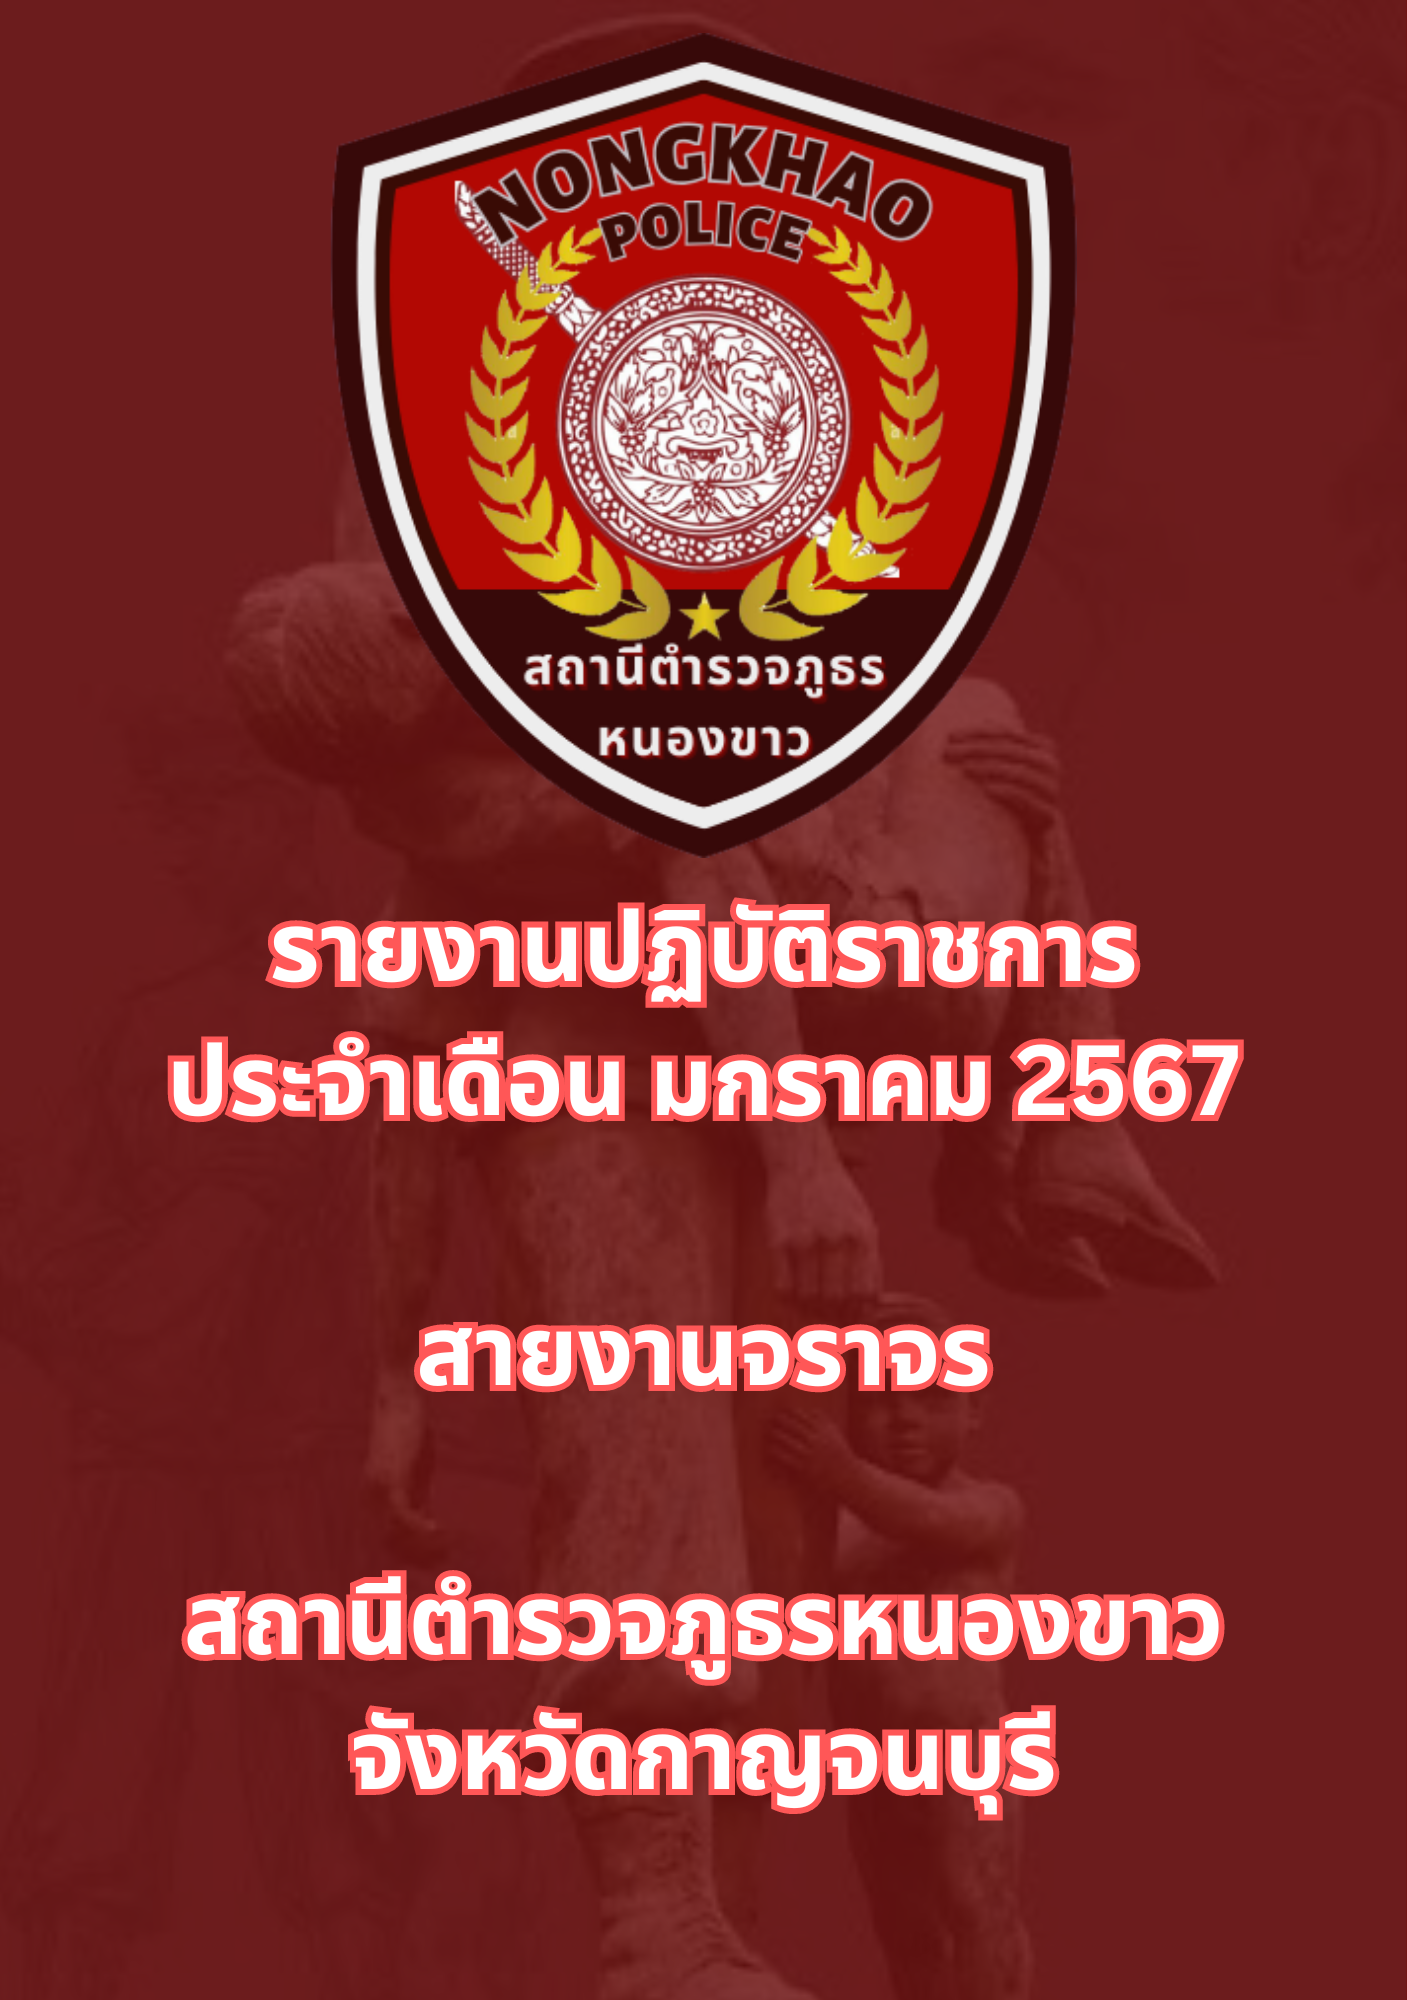 NONGKHAO
POLICE
สถานีตำรวจภูธร
หนองขาว
รายงานปฏิบัติราชการ
ประจำเดือน มกราคม 2567
สายงานจราจร
สถานีตำรวจภูธรหนองขาว
จังหวัดกาญจนบุรี